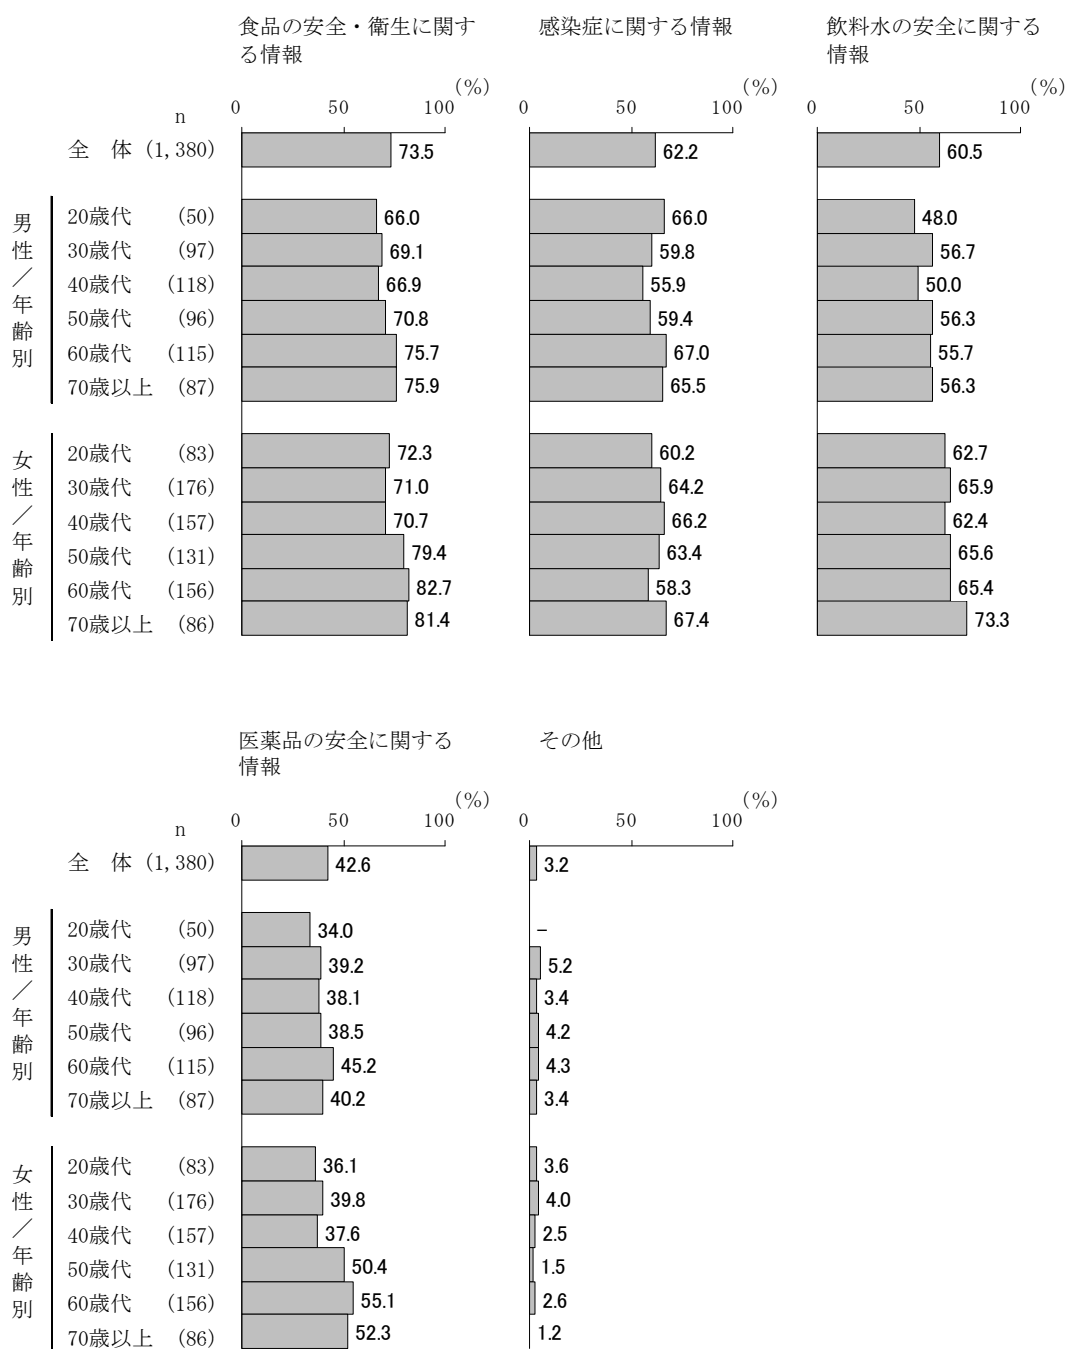 食品の安全・衛生に関す
る情報
感染症に関する情報
飲料水の安全に関する
情報
(%) (%) (%)
n 0 50 100 0 50 100 0 50 100
全 体 (1,380) 73.5 62.2 60.5
男性／年齢別
20歳代 (50) 66.0 66.0 48.0
30歳代 (97) 69.1 59.8 56.7
40歳代 (118) 66.9 55.9 50.0
50歳代 (96) 70.8 59.4 56.3
60歳代 (115) 75.7 67.0 55.7
70歳以上 (87) 75.9 65.5 56.3
女性／年齢別
20歳代 (83) 72.3 60.2 62.7
30歳代 (176) 71.0 64.2 65.9
40歳代 (157) 70.7 66.2 62.4
50歳代 (131) 79.4 63.4 65.6
60歳代 (156) 82.7 58.3 65.4
70歳以上 (86) 81.4 67.4 73.3
医薬品の安全に関する
情報
その他
(%) (%)
n 0 50 100 0 50 100
全 体 (1,380) 42.6 3.2
男性／年齢別
20歳代 (50) 34.0 -
30歳代 (97) 39.2 5.2
40歳代 (118) 38.1 3.4
50歳代 (96) 38.5 4.2
60歳代 (115) 45.2 4.3
70歳以上 (87) 40.2 3.4
女性／年齢別
20歳代 (83) 36.1 3.6
30歳代 (176) 39.8 4.0
40歳代 (157) 37.6 2.5
50歳代 (131) 50.4 1.5
60歳代 (156) 55.1 2.6
70歳以上 (86) 52.3 1.2